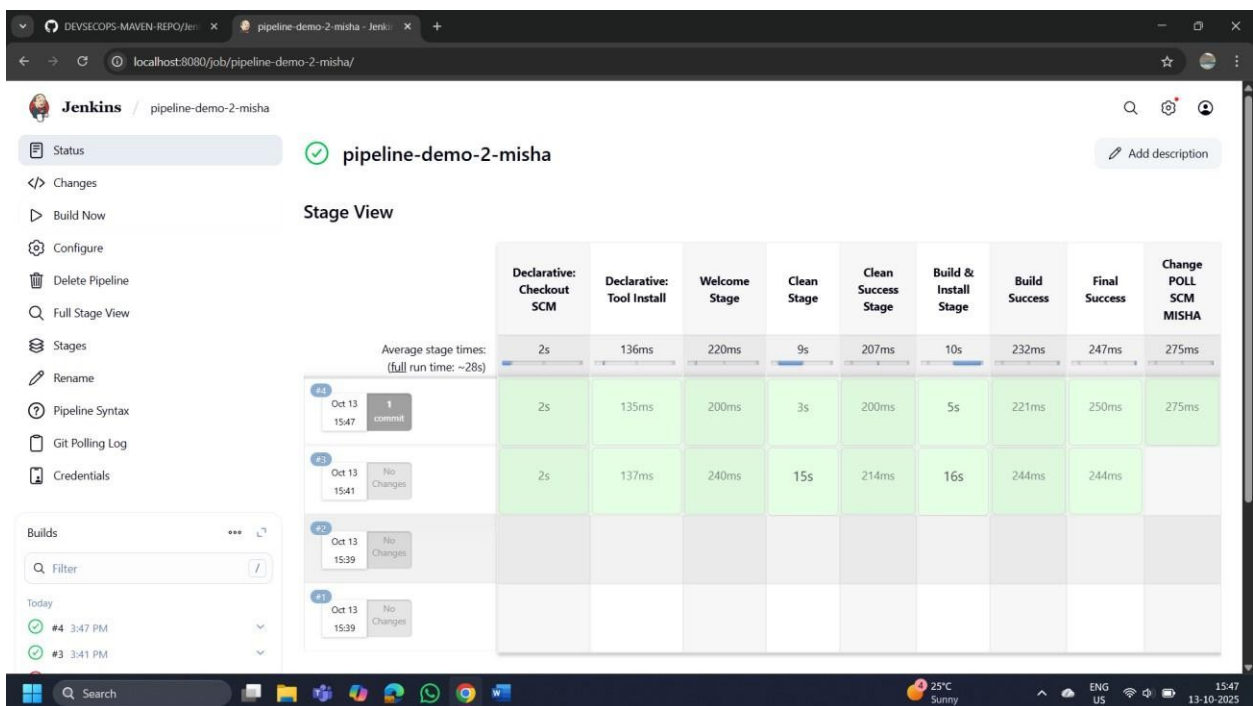 DEVSECOPS-MAVEN-REPO/Jen
pipeline-demo-2-misha - Jenki
localhost:8080/job/pipeline-demo-2-misha/
Jenkins / pipeline-demo-2-misha
Status
Changes
Build Now
Configure
Delete Pipeline
Full Stage View
Stages
Rename
Pipeline Syntax
Git Polling Log
Credentials
Builds
Filter /
Today
#4 3:47 PM
#3 3:41 PM
pipeline-demo-2-misha
Add description
Stage View
Declarative: Checkout SCM
Declarative: Tool Install
Welcome Stage
Clean Stage
Clean Success Stage
Build & Install Stage
Build Success
Final Success
Change POLL SCM MISHA
Average stage times: 2s 136ms 220ms 9s 207ms 10s 232ms 247ms 275ms
(full run time: ~28s)
#4
Oct 13 15:47 1 commit 2s 135ms 200ms 3s 200ms 5s 221ms 250ms 275ms
#3
Oct 13 15:41 No Changes 2s 137ms 240ms 15s 214ms 16s 244ms 244ms
#2
Oct 13 15:39 No Changes
#1
Oct 13 15:39 No Changes
Search
4 25°C
Sunny
ENG
US
15:47
13-10-2025